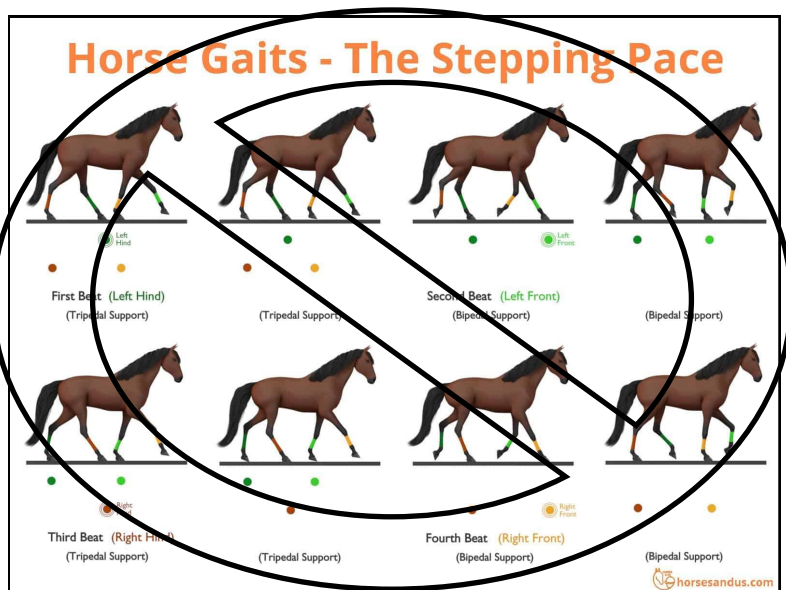 Horse Gaits - The Stepping Pace
Left
Hind
Left
Front
First Beat (Left Hind)
Second Beat (Left Front)
(Tripedal Support)
(Tripedal Support)
(Bipedal Support)
(Bipedal Support)
Right
Right
Front
Third Beat (Right Hind)
Fourth Beat (Right Front)
(Tripedal Support)
(Tripedal Support)
(Bipedal Support)
(Bipedal Support)
horsesandus.com